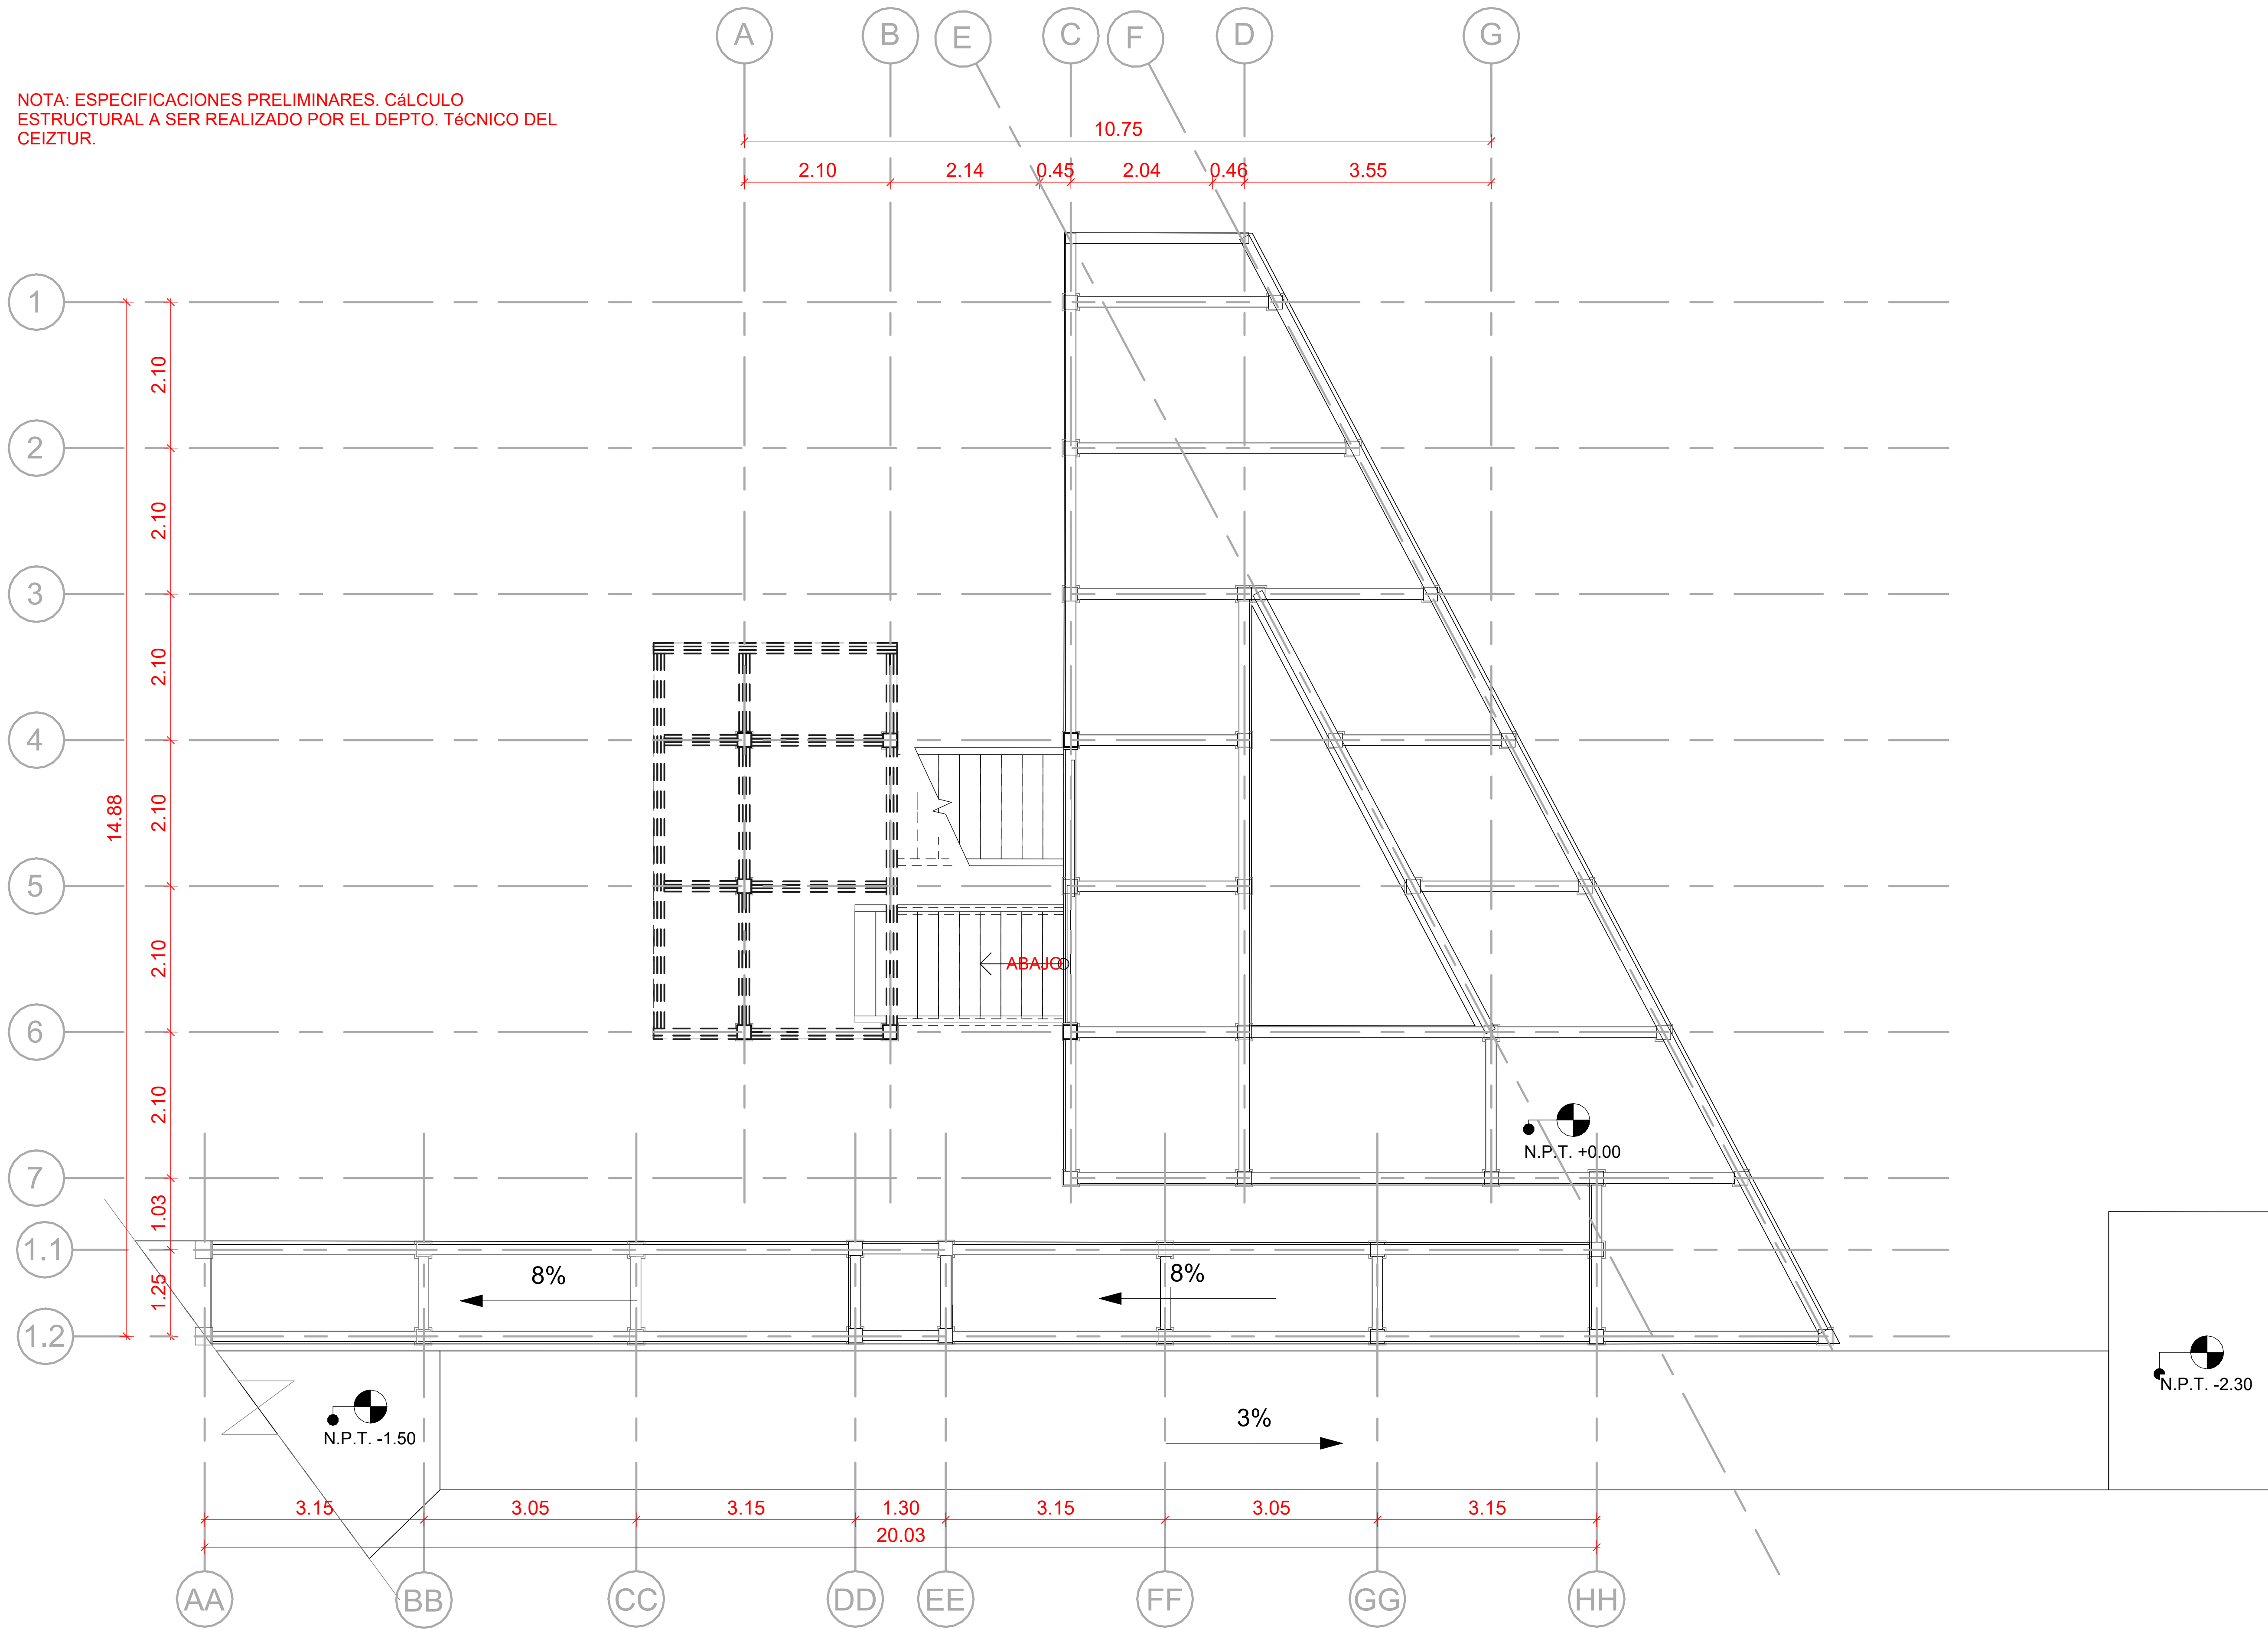 A
B
E
C
F
D
G
NOTA: ESPECIFICACIONES PRELIMINARES. CáLCULO
ESTRUCTURAL A SER REALIZADO POR EL DEPTO. TéCNICO DEL
CEIZTUR.
10.75
2.10
2.14
0.45
2.04
0.46
3.55
1
2.10
2
2.10
3
2.10
4
14.88
2.10
5
2.10
ABAJO
6
2.10
N.P.T. +0.00
7
1.03
1.1
1.25
8%
8%
1.2
N.P.T. -2.30
N.P.T. -1.50
3%
3.15
3.05
3.15
1.30
3.15
3.05
3.15
20.03
AA
BB
CC
DD
EE
FF
GG
HH